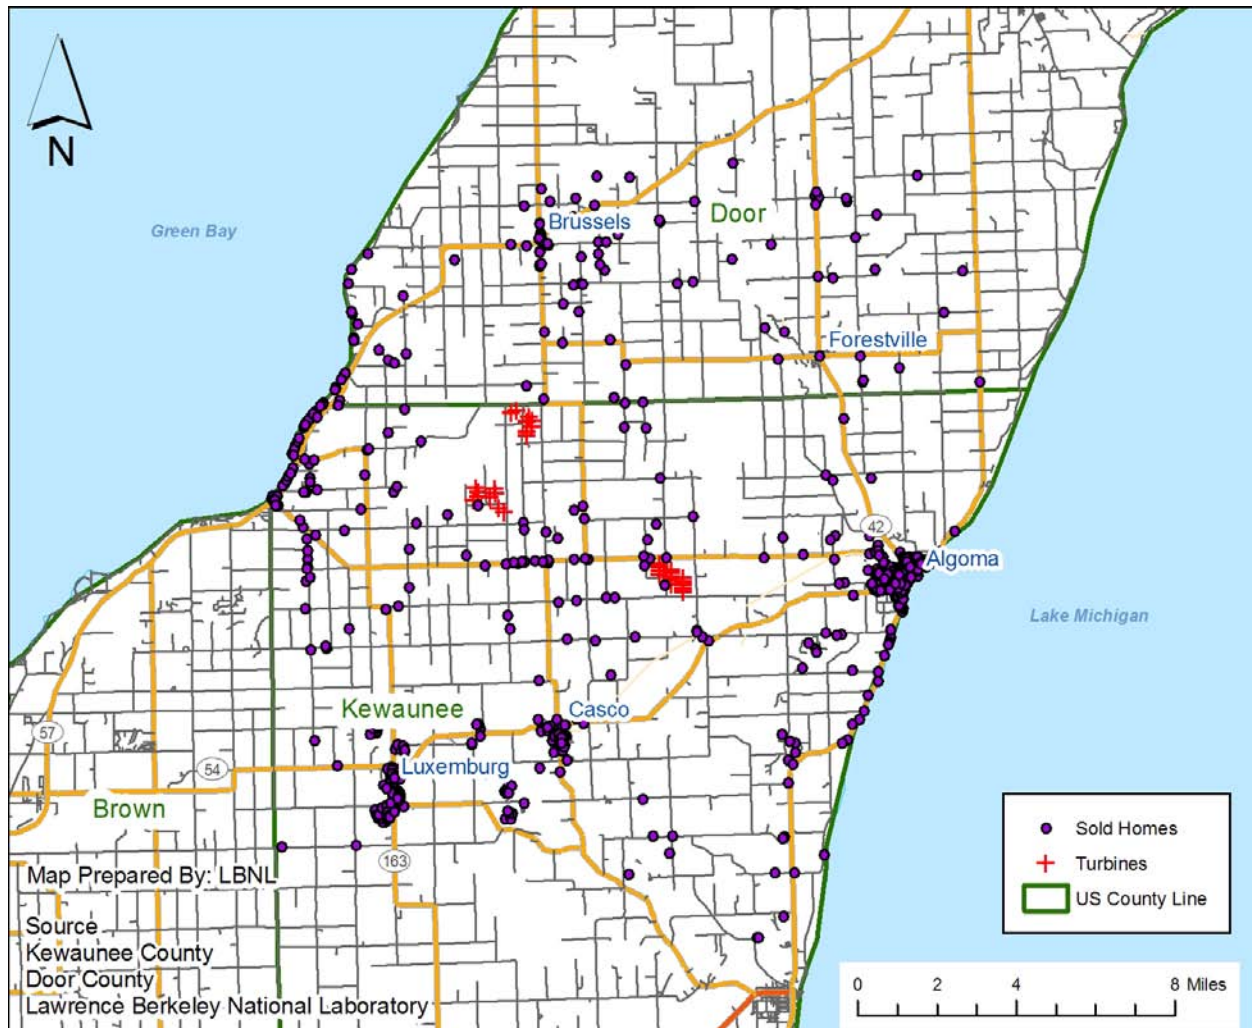 N
Green Bay
Brussels
Door
Forestville
42
Algoma
Lake Michigan
Kewaunee
Casco
57
54
Luxemburg
Brown
163
Map Prepared By: LBNL
Source
Kewaunee County
Door County
Lawrence Berkeley National Laboratory
Sold Homes
Turbines
US County Line
0 2 4 8 Miles